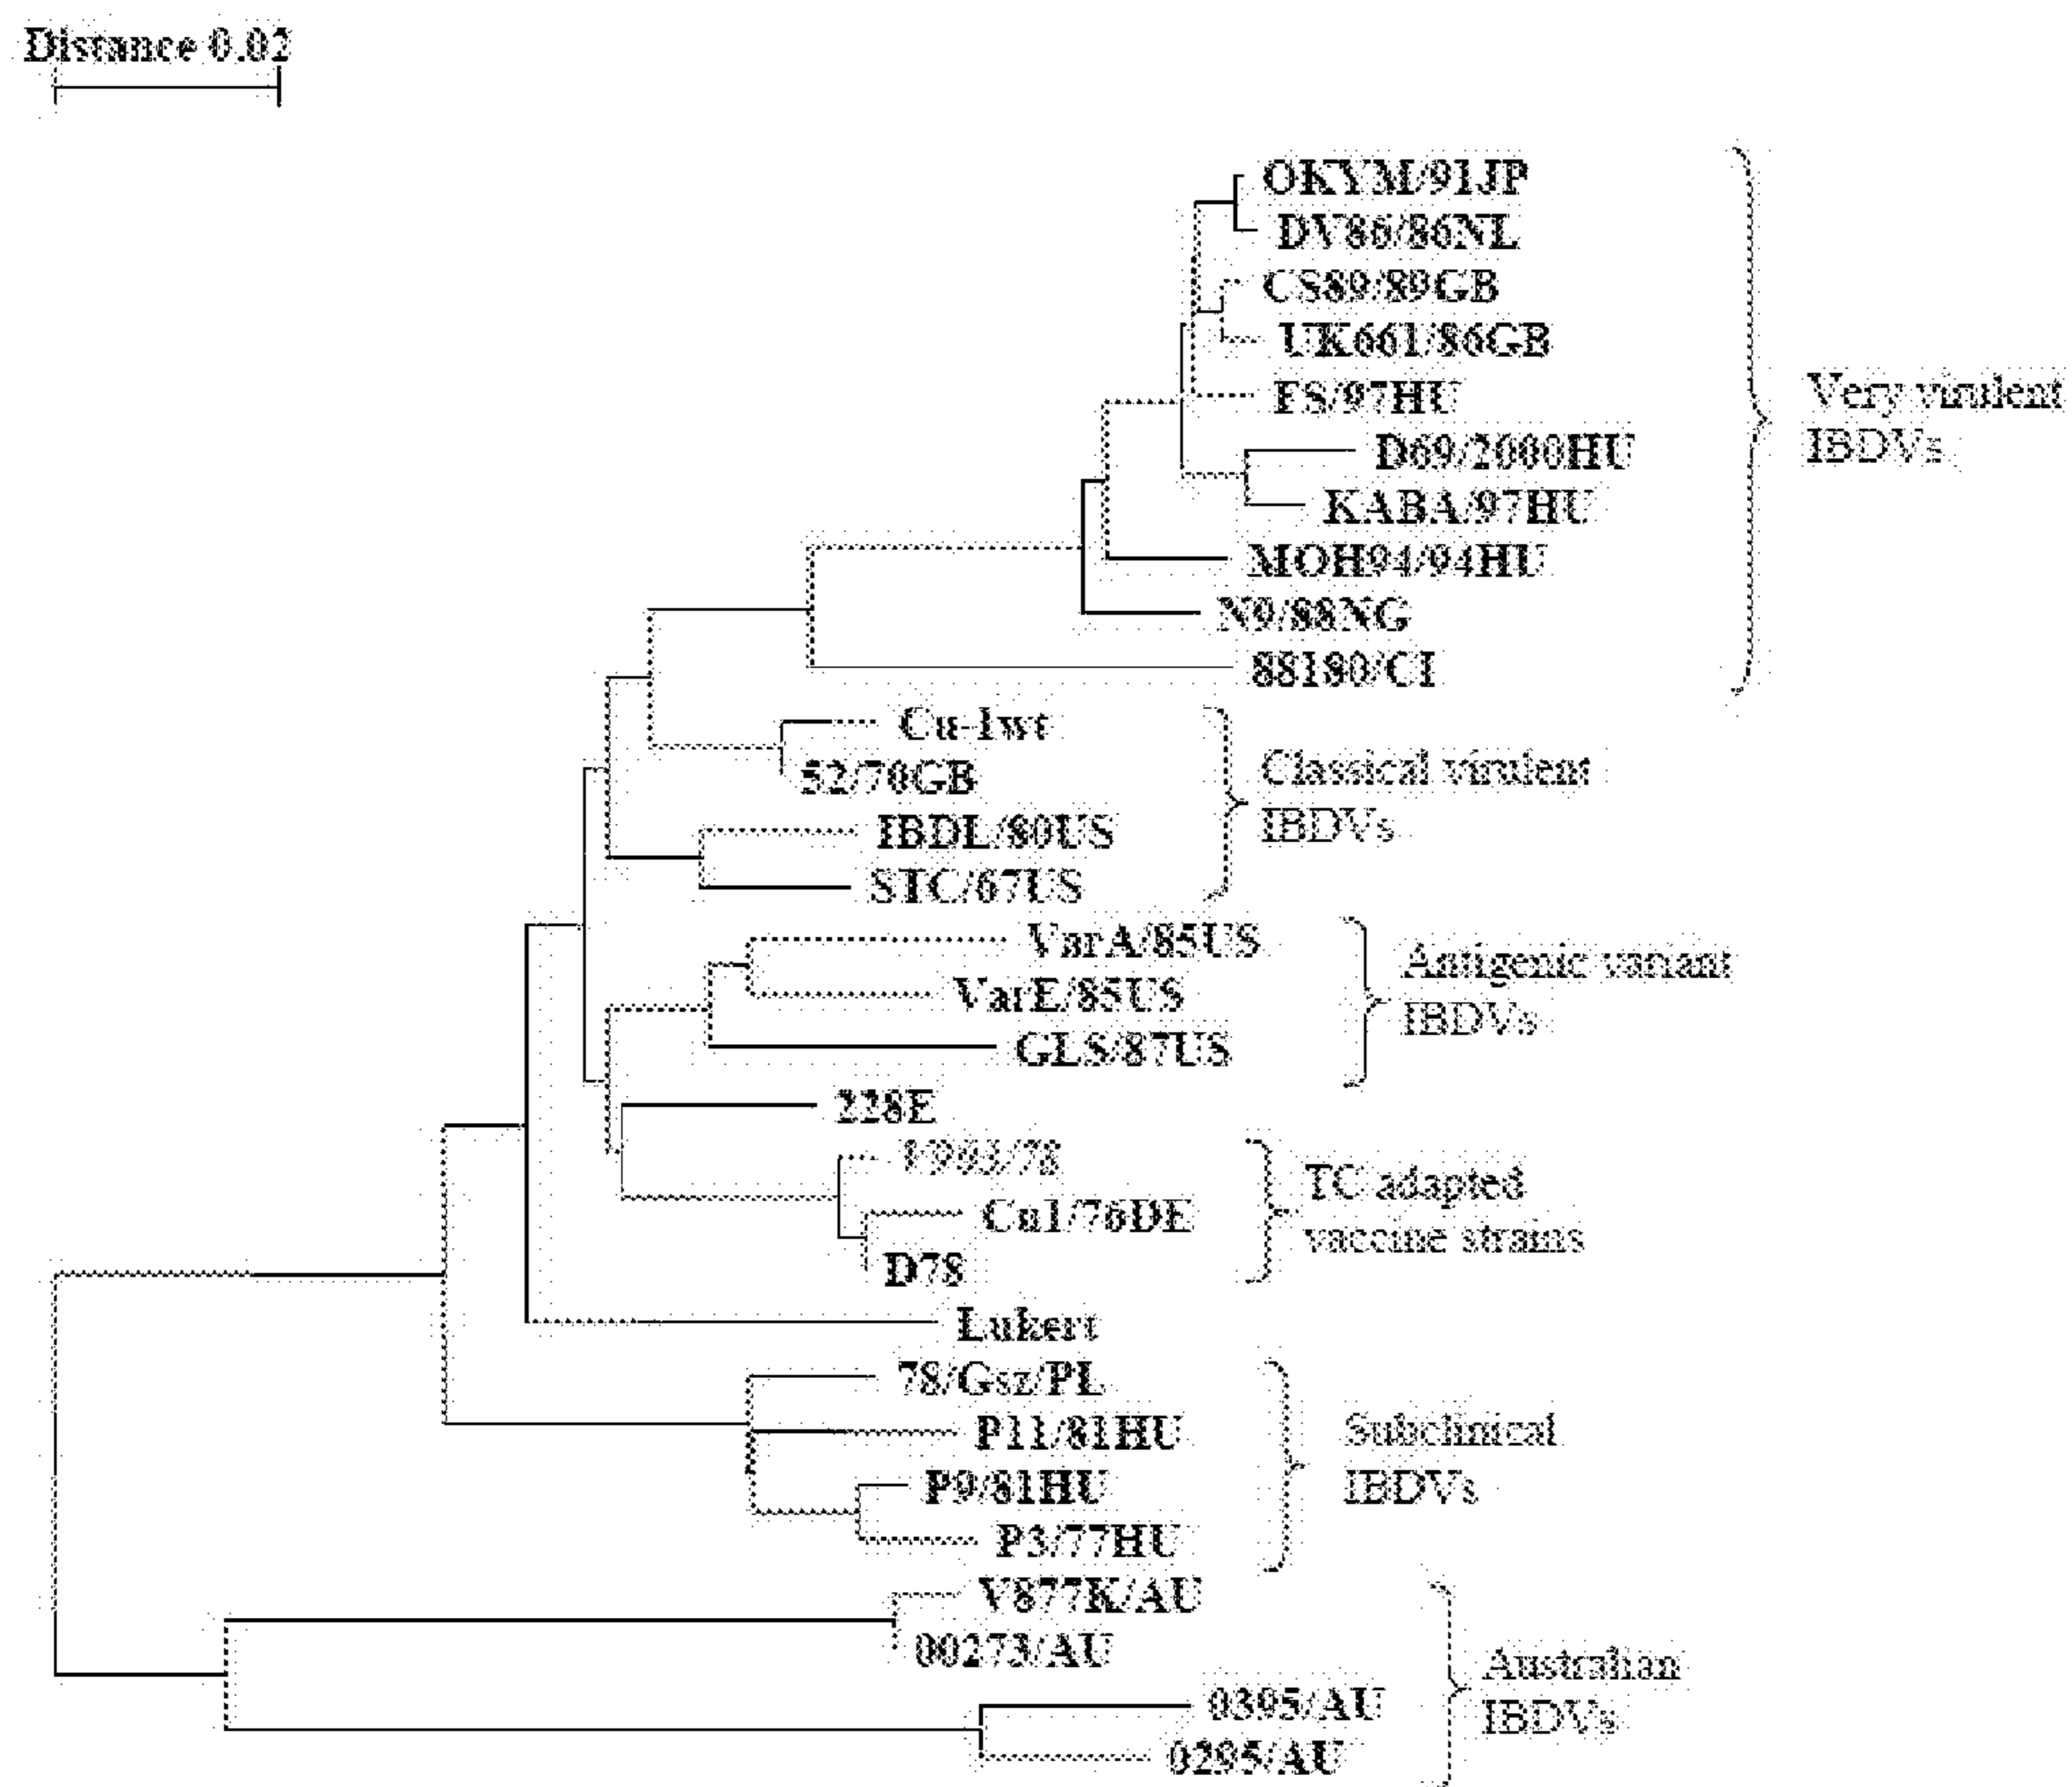 Distance 0.02
OKYM/91JP
DV86/86NL
CS89/89GB
UK661/86GB
FS/97HU
Very virulent
IBDVs
D69/2000HU
KABA/97HU
MOH94/94HU
N9/88NG
88180/CI
Cu-1wt
52/70GB
Classical virulent
IBDVs
IBDL/80US
STC/67US
VarA/85US
VarE/85US
Antigenic variant
IBDVs
GLS/87US
228E
Cu1/76DE
TC adapted
vaccine strains
D78
Lukert
78/Gsz/PL
P11/81HU
Subclinical
IBDVs
P9/81HU
P3/77HU
V877K/AU
00273/AU
Australian
IBDVs
0395/AU
0295/AU